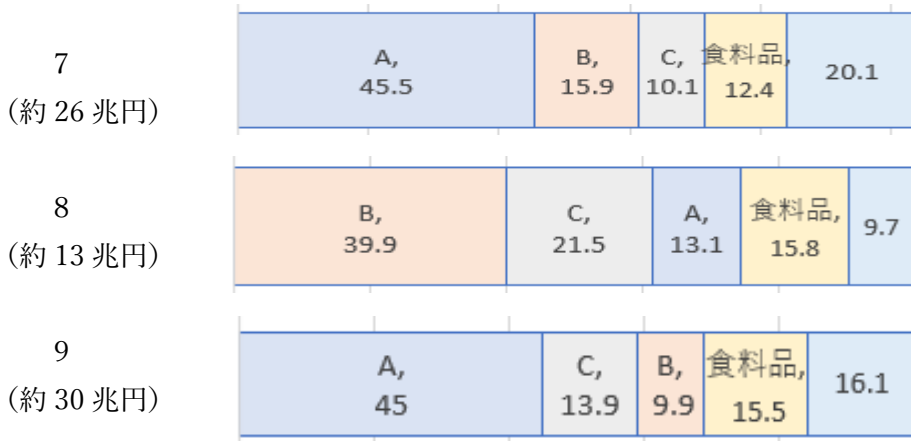 7
(約 26 兆円)
A,
45.5
B,
15.9
C,
10.1
食料品,
12.4
20.1
8
(約 13 兆円)
B,
39.9
C,
21.5
A,
13.1
食料品,
15.8
9.7
9
(約 30 兆円)
A,
45
C,
13.9
B,
9.9
食料品,
15.5
16.1